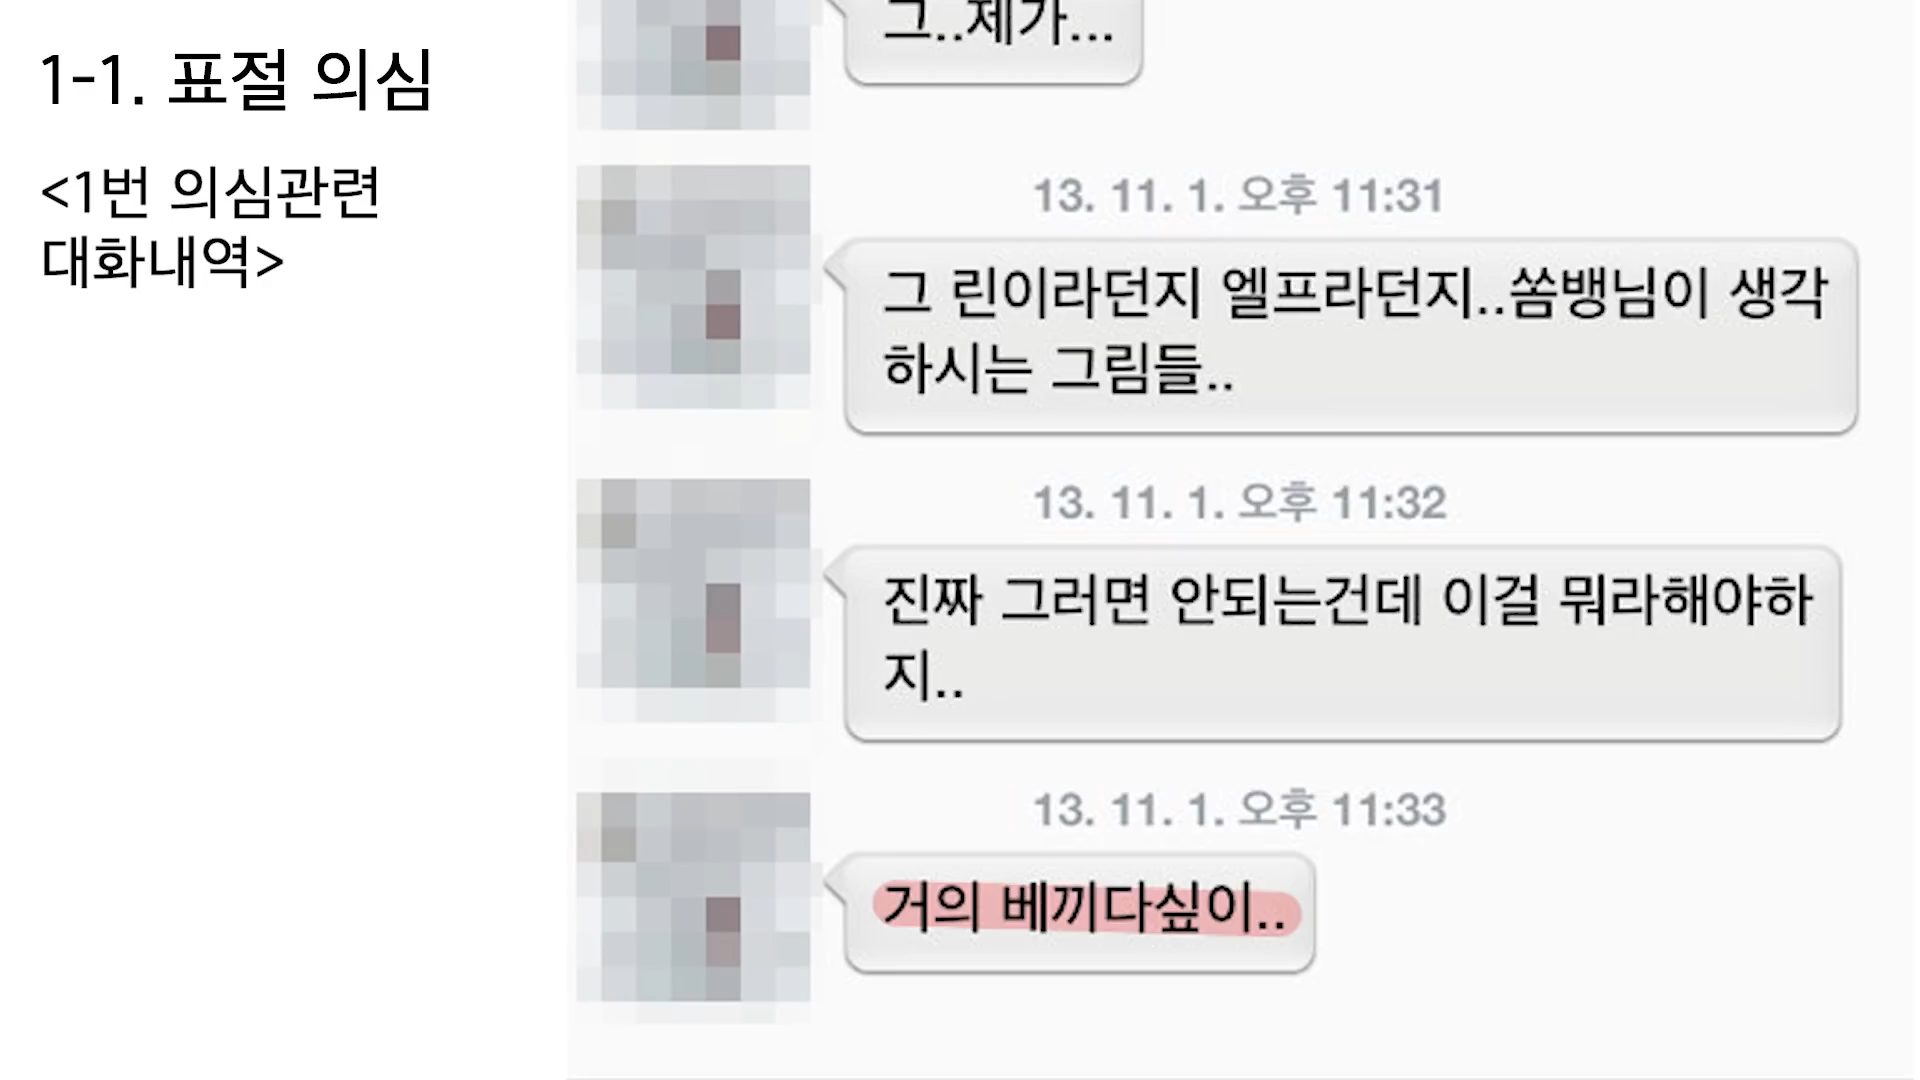 1-1. 표절 의심
<1번 의심관련
대화내역>
그..제가...
13. 11. 1. 오후 11:31
그 린이라던지 엘프라던지..쏨뱅님이 생각
하시는 그림들..
13. 11. 1. 오후 11:32
진짜 그러면 안되는건데 이걸 뭐라해야하
지..
13. 11. 1. 오후 11:33
거의 베끼다싶이..